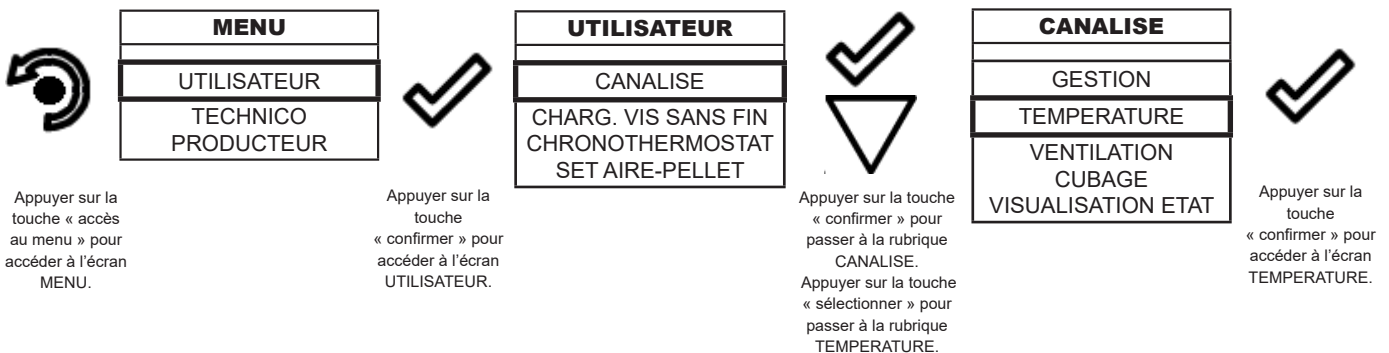 MENU
UTILISATEUR
TECHNICO
PRODUCTEUR
UTILISATEUR
CANALISE
CHARG. VIS SANS FIN
CHRONOTHERMOSTAT
SET AIRE-PELLET
CANALISE
GESTION
TEMPERATURE
VENTILATION
CUBAGE
VISUALISATION ETAT
Appuyer sur la
touche « accès
au menu » pour
accéder à l'écran
MENU.
Appuyer sur la
touche
« confirmer » pour
accéder à l'écran
UTILISATEUR.
Appuyer sur la touche
« confirmer » pour
passer à la rubrique
CANALISE.
Appuyer sur la touche
« sélectionner » pour
passer à la rubrique
TEMPERATURE.
Appuyer sur la
touche
« confirmer » pour
accéder à l'écran
TEMPERATURE.